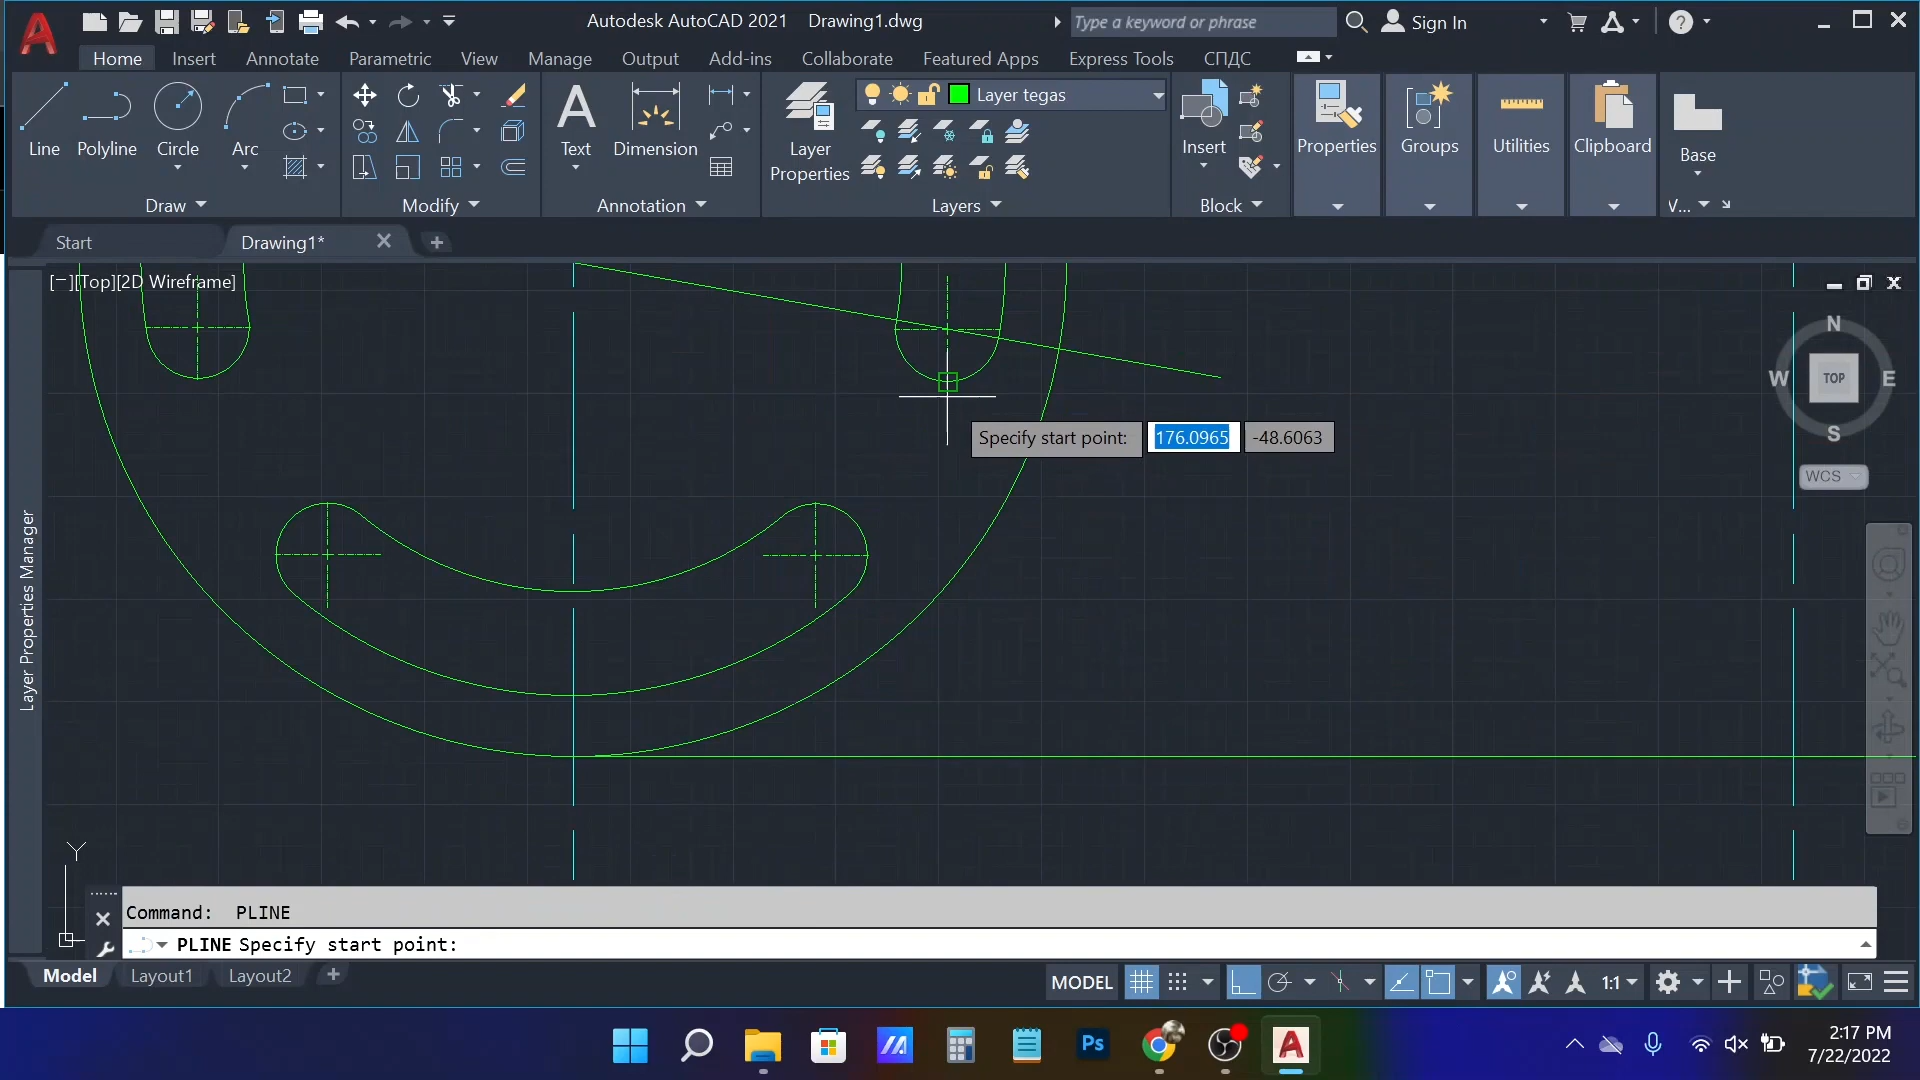 Autodesk AutoCAD 2021 Drawing1.dwg
Type a keyword or phrase
Sign In
Home Insert Annotate Parametric View Manage Output Add-ins Collaborate Featured Apps Express Tools СПДС
Layer tegas
Line Polyline Circle Arc
Text Dimension
Layer
Properties
Insert
Properties Groups Utilities Clipboard
Base
Draw Modify Annotation Layers Block V...
Start Drawing1*
[−][Top][2D Wireframe]
N
W TOP E
S
WCS
Specify start point: 176.0965 -48.6063
Layer Properties Manager
Y
Command: PLINE
PLINE Specify start point:
Model Layout1 Layout2
MODEL 1:1
Ps
2:17 PM
7/22/2022